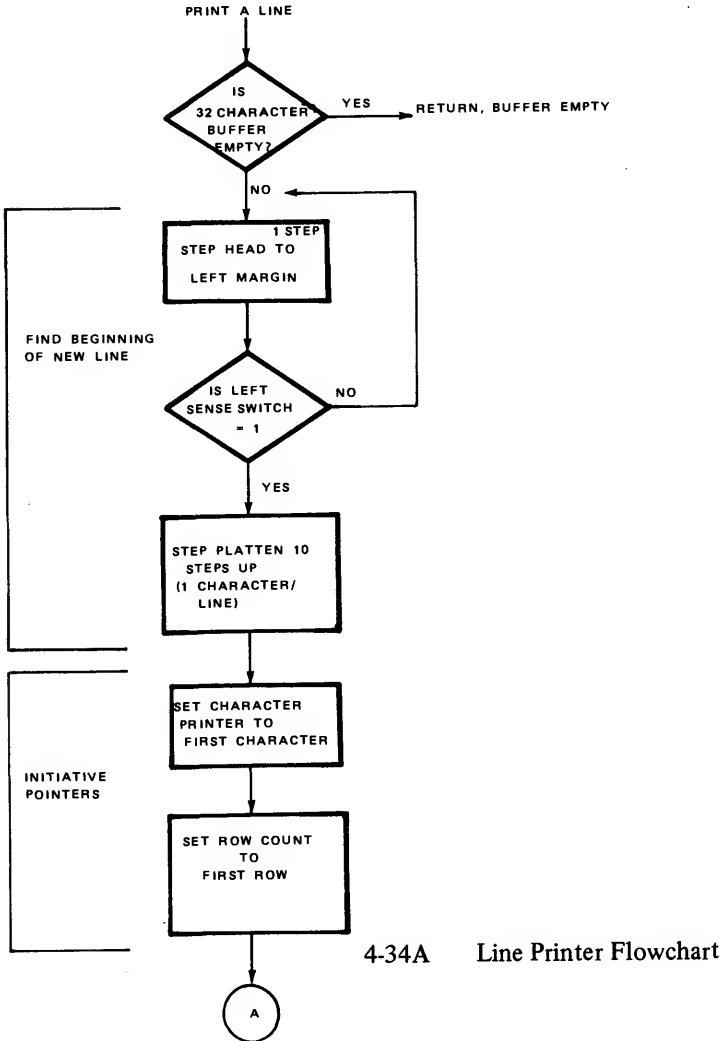 PRINT A LINE
IS
32 CHARACTER
BUFFER
EMPTY?
YES
RETURN, BUFFER EMPTY
NO
1 STEP
STEP HEAD TO
LEFT MARGIN
FIND BEGINNING
OF NEW LINE
IS LEFT
SENSE SWITCH
= 1
NO
YES
STEP PLATTEN 10
STEPS UP
(1 CHARACTER/
LINE)
SET CHARACTER
PRINTER TO
FIRST CHARACTER
INITIATIVE
POINTERS
SET ROW COUNT
TO
FIRST ROW
4-34A Line Printer Flowchart
A